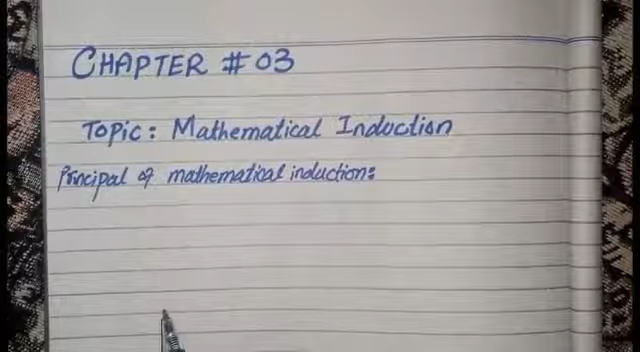 CHAPTER # 03
Topic: Mathematical Induction
Principal of mathematical induction: